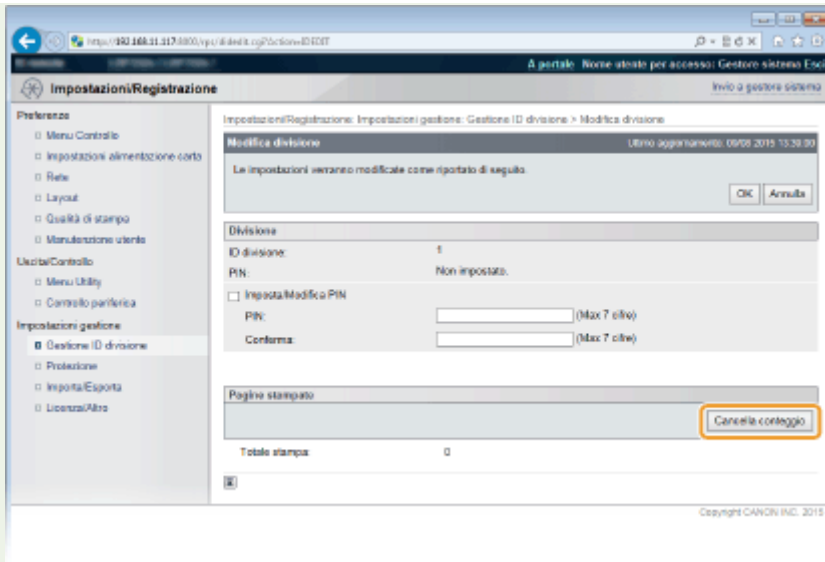 http://192.168.11.117:8000/rps/dididedit.cgi?Action=IDEDIT
A portale Nome utente per accesso: Gestore sistema Esci
Impostazioni/Registrazione
Invio a gestore sistema
Preferenze
Menu Controllo
Impostazioni alimentazione carta
Rete
Layout
Qualità di stampa
Manutenzione utente
Uscita/Controllo
Menu Utility
Controllo periferica
Impostazioni gestione
Gestione ID divisione
Protezione
Importa/Esporta
Licenza/Altro
Impostazioni/Registrazione: Impostazioni gestione: Gestione ID divisione > Modifica divisione
Modifica divisione
Ultimo aggiornamento: 09/08 2015 13.39.00
Le impostazioni verranno modificate come riportato di seguito.
OK Annulla
Divisione
ID divisione: 1
PIN: Non impostato.
Imposta/Modifica PIN
PIN: (Max 7 cifre)
Conferma: (Max 7 cifre)
Pagine stampate
Cancella conteggio
Totale stampa: 0
Copyright CANON INC. 2015